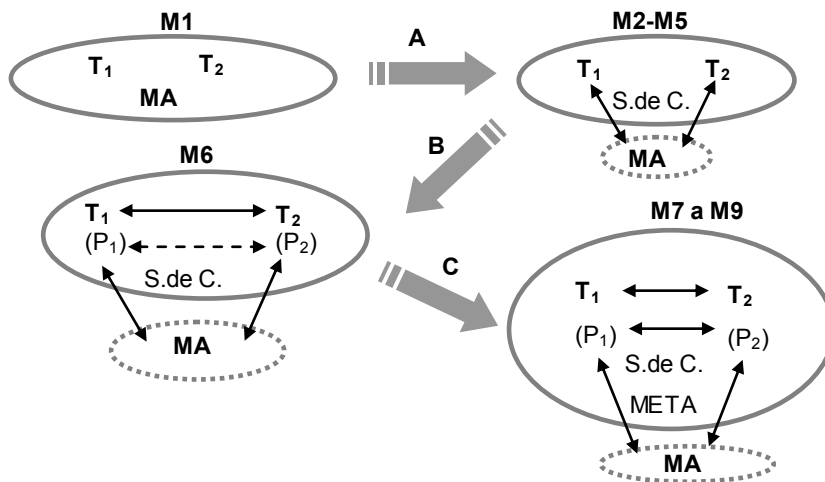 M1
T1 T2
MA
A
M2-M5
T1 T2
S.de C.
MA
B
M6
T1 T2
(P1) (P2)
S.de C.
MA
C
M7 a M9
T1 T2
(P1) (P2)
S.de C.
META
MA